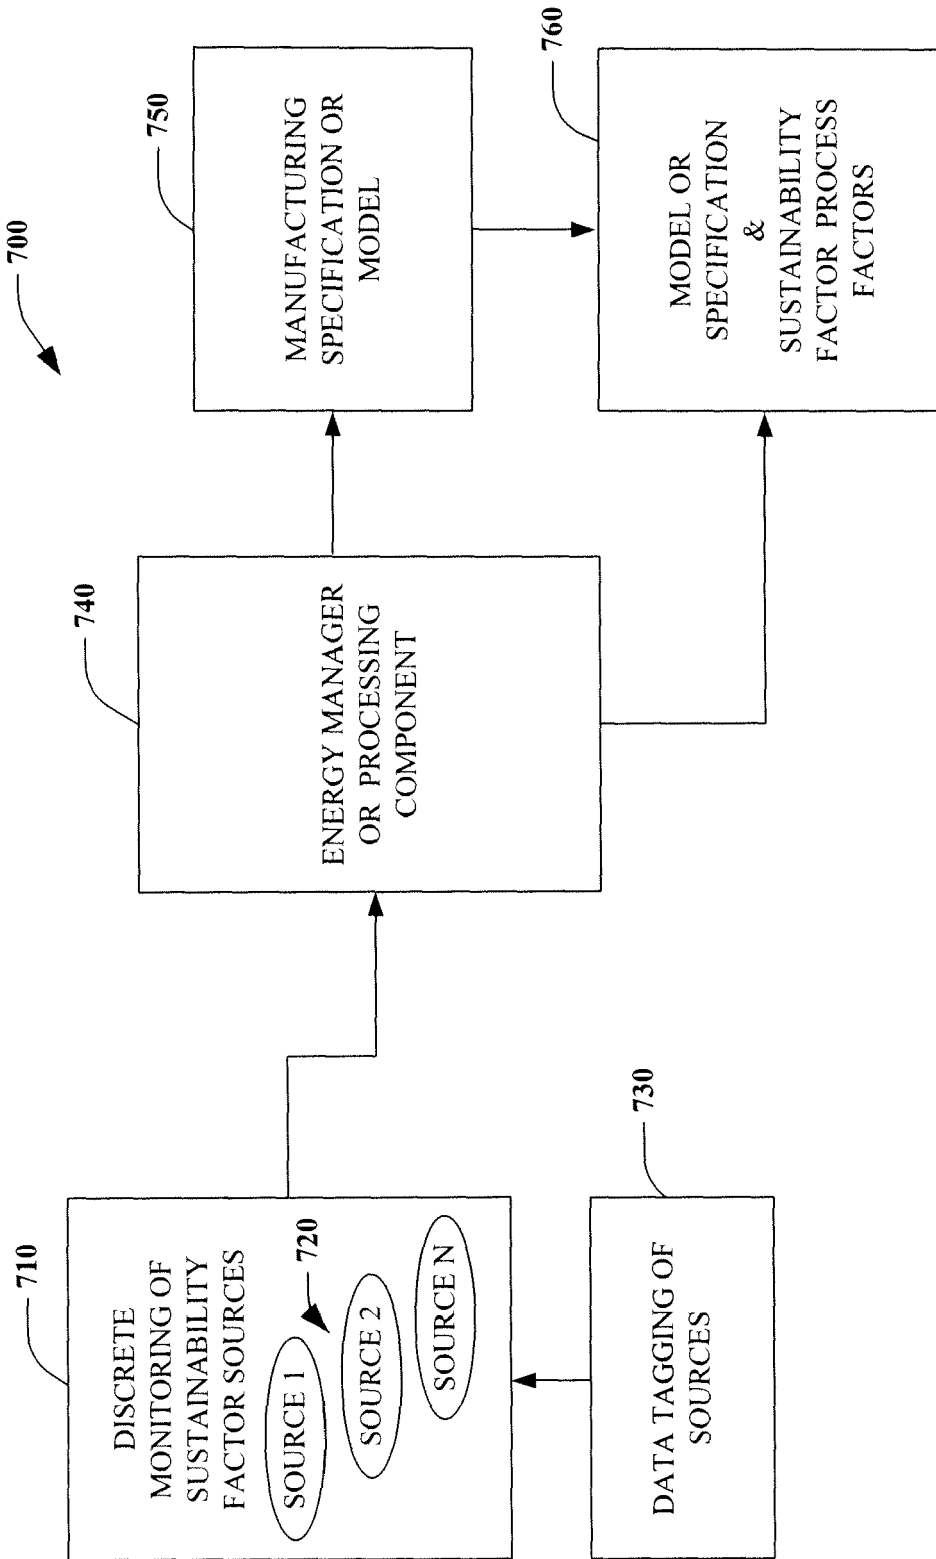 700
710
DISCRETE
MONITORING OF
SUSTAINABILITY
FACTOR SOURCES
720
SOURCE 1
SOURCE 2
SOURCE N
730
DATA TAGGING OF
SOURCES
740
ENERGY MANAGER
OR PROCESSING
COMPONENT
750
MANUFACTURING
SPECIFICATION OR
MODEL
760
MODEL OR
SPECIFICATION
&
SUSTAINABILITY
FACTOR PROCESS
FACTORS